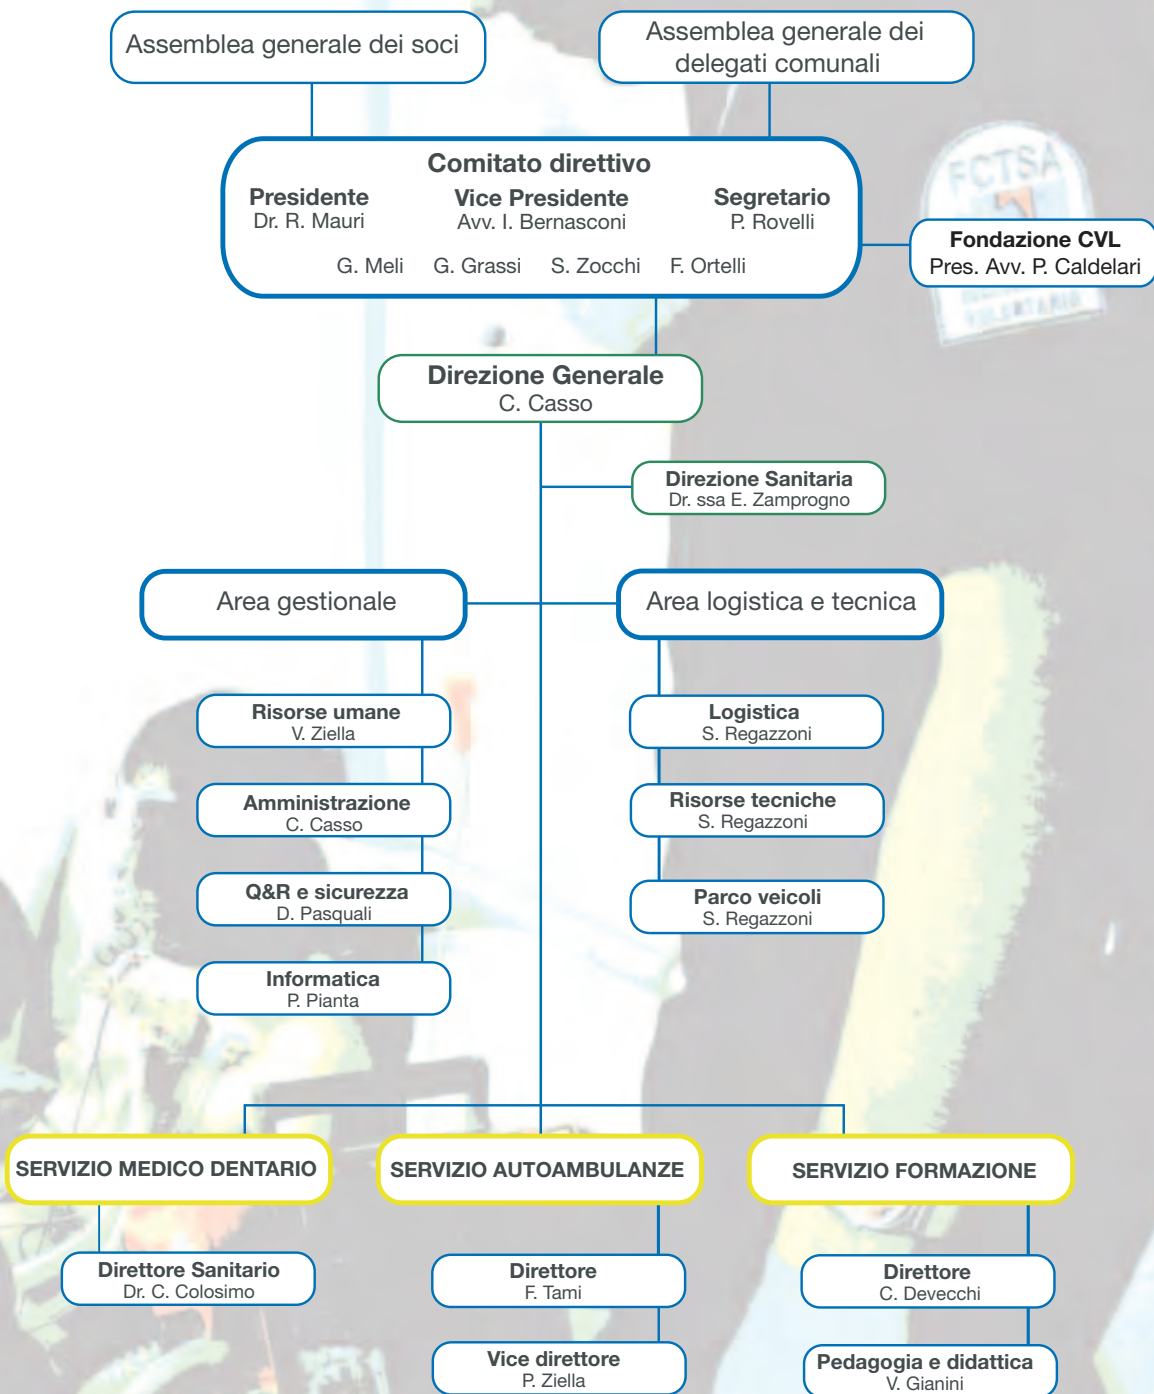 Assemblea generale dei soci
Assemblea generale dei
delegati comunali
Comitato direttivo
Presidente
Dr. R. Mauri
Vice Presidente
Avv. I. Bernasconi
Segretario
P. Rovelli
G. Meli G. Grassi S. Zocchi F. Ortelli
FCTSA
VOLONTARIO
Fondazione CVL
Pres. Avv. P. Caldelari
Direzione Generale
C. Casso
Direzione Sanitaria
Dr. ssa E. Zamprogno
Area gestionale
Area logistica e tecnica
Risorse umane
V. Ziella
Logistica
S. Regazzoni
Amministrazione
C. Casso
Risorse tecniche
S. Regazzoni
Q&R e sicurezza
D. Pasquali
Parco veicoli
S. Regazzoni
Informatica
P. Pianta
SERVIZIO MEDICO DENTARIO
SERVIZIO AUTOAMBULANZE
SERVIZIO FORMAZIONE
Direttore Sanitario
Dr. C. Colosimo
Direttore
F. Tami
Direttore
C. Devecchi
Vice direttore
P. Ziella
Pedagogia e didattica
V. Gianini